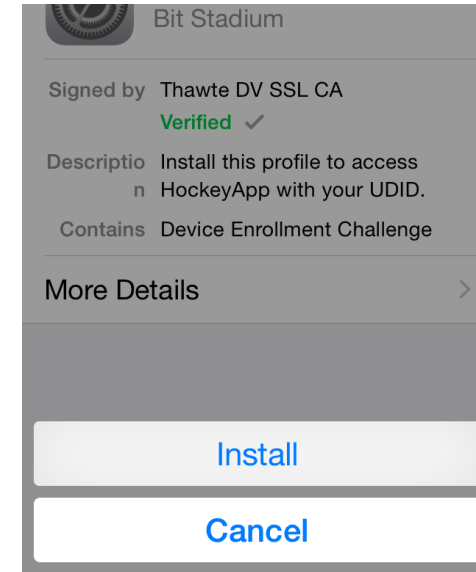 Bit Stadium
Signed by Thawte DV SSL CA
Verified ✓
Descriptio Install this profile to access
n HockeyApp with your UDID.
Contains Device Enrollment Challenge
More Details
Install
Cancel